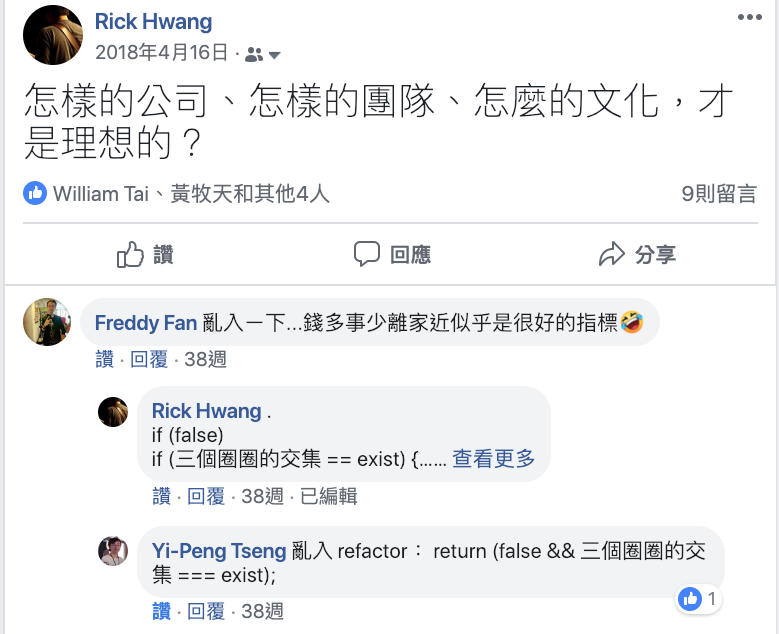 Rick Hwang
2018年4月16日 ·
怎樣的公司、怎樣的團隊、怎麼的文化，才
是理想的？
William Tai、黃牧天和其他4人 9則留言
讚 回應 分享
Freddy Fan 亂入一下...錢多事少離家近似乎是很好的指標🤣
讚 · 回覆 · 38週
Rick Hwang .
if (false)
if (三個圈圈的交集 == exist) {...... 查看更多
讚 · 回覆 · 38週 · 已編輯
Yi-Peng Tseng 亂入 refactor： return (false && 三個圈圈的交
集 === exist);
1
讚 · 回覆 · 38週